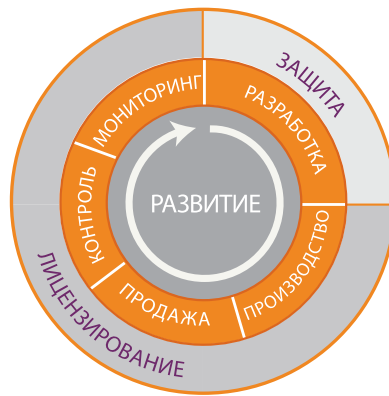 ЗАЩИТА
РАЗРАБОТКА
ПРОИЗВОДСТВО
ПРОДАЖА
КОНТРОЛЬ
МОНИТОРИНГ
РАЗВИТИЕ
ЛИЦЕНЗИРОВАНИЕ